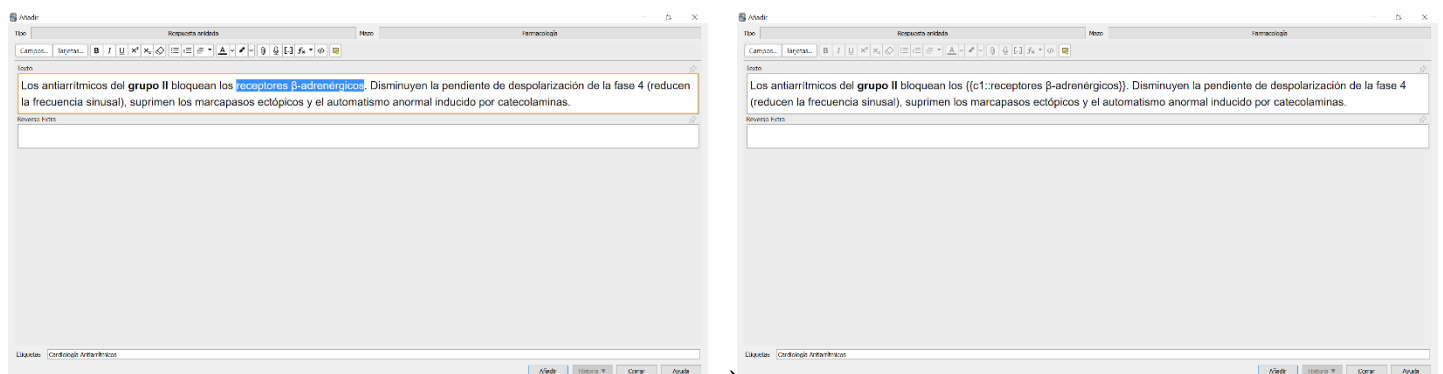 Añadir
Tipo Respuesta anidada Mazo Farmacología
Campos... Tarjetas... B I U
Texto
Los antiarrítmicos del grupo II bloquean los receptores β-adrenérgicos. Disminuyen la pendiente de despolarización de la fase 4 (reducen
la frecuencia sinusal), suprimen los marcapasos ectópicos y el automatismo anormal inducido por catecolaminas.
Reverso Extra
Etiquetas Cardiología Antiarrítmicos
Añadir Historia ▼ Cerrar Ayuda
Añadir
Tipo Respuesta anidada Mazo Farmacología
Campos... Tarjetas... B I U
Texto
Los antiarrítmicos del grupo II bloquean los {{c1::receptores β-adrenérgicos}}. Disminuyen la pendiente de despolarización de la fase 4
(reducen la frecuencia sinusal), suprimen los marcapasos ectópicos y el automatismo anormal inducido por catecolaminas.
Reverso Extra
Etiquetas Cardiología Antiarrítmicos
Añadir Historia ▼ Cerrar Ayuda